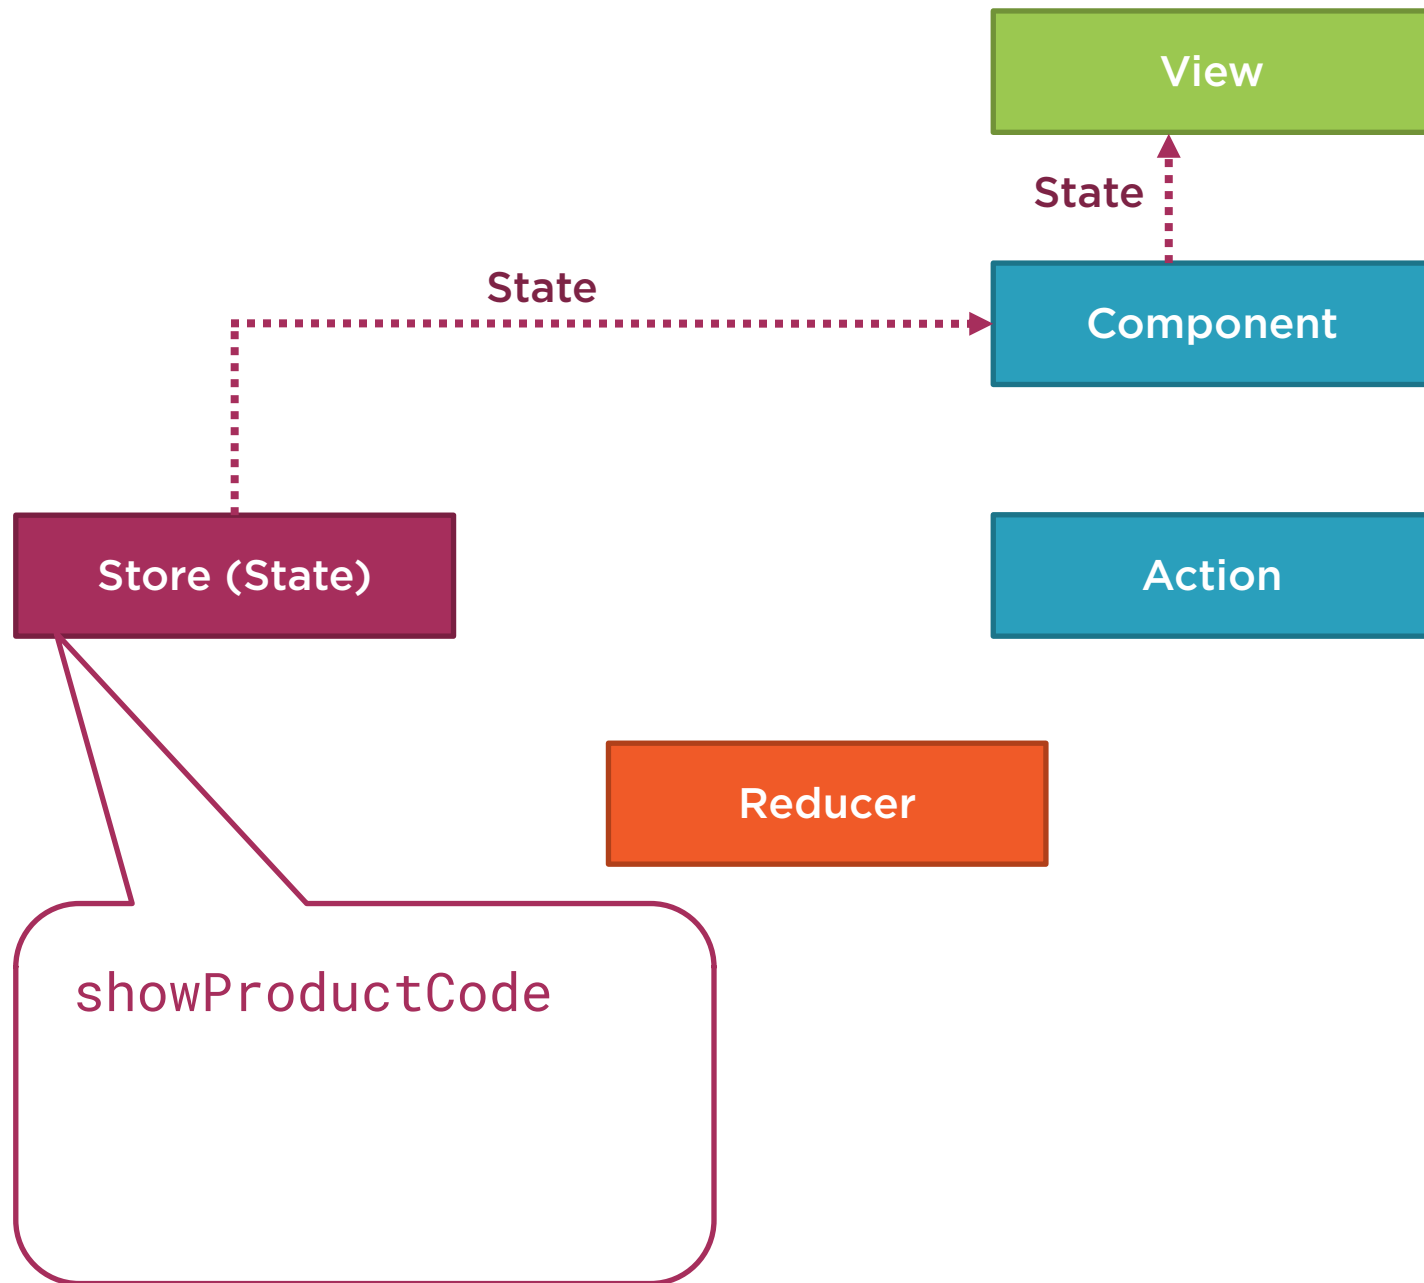 View
State
State
Component
Store (State)
Action
Reducer
showProductCode